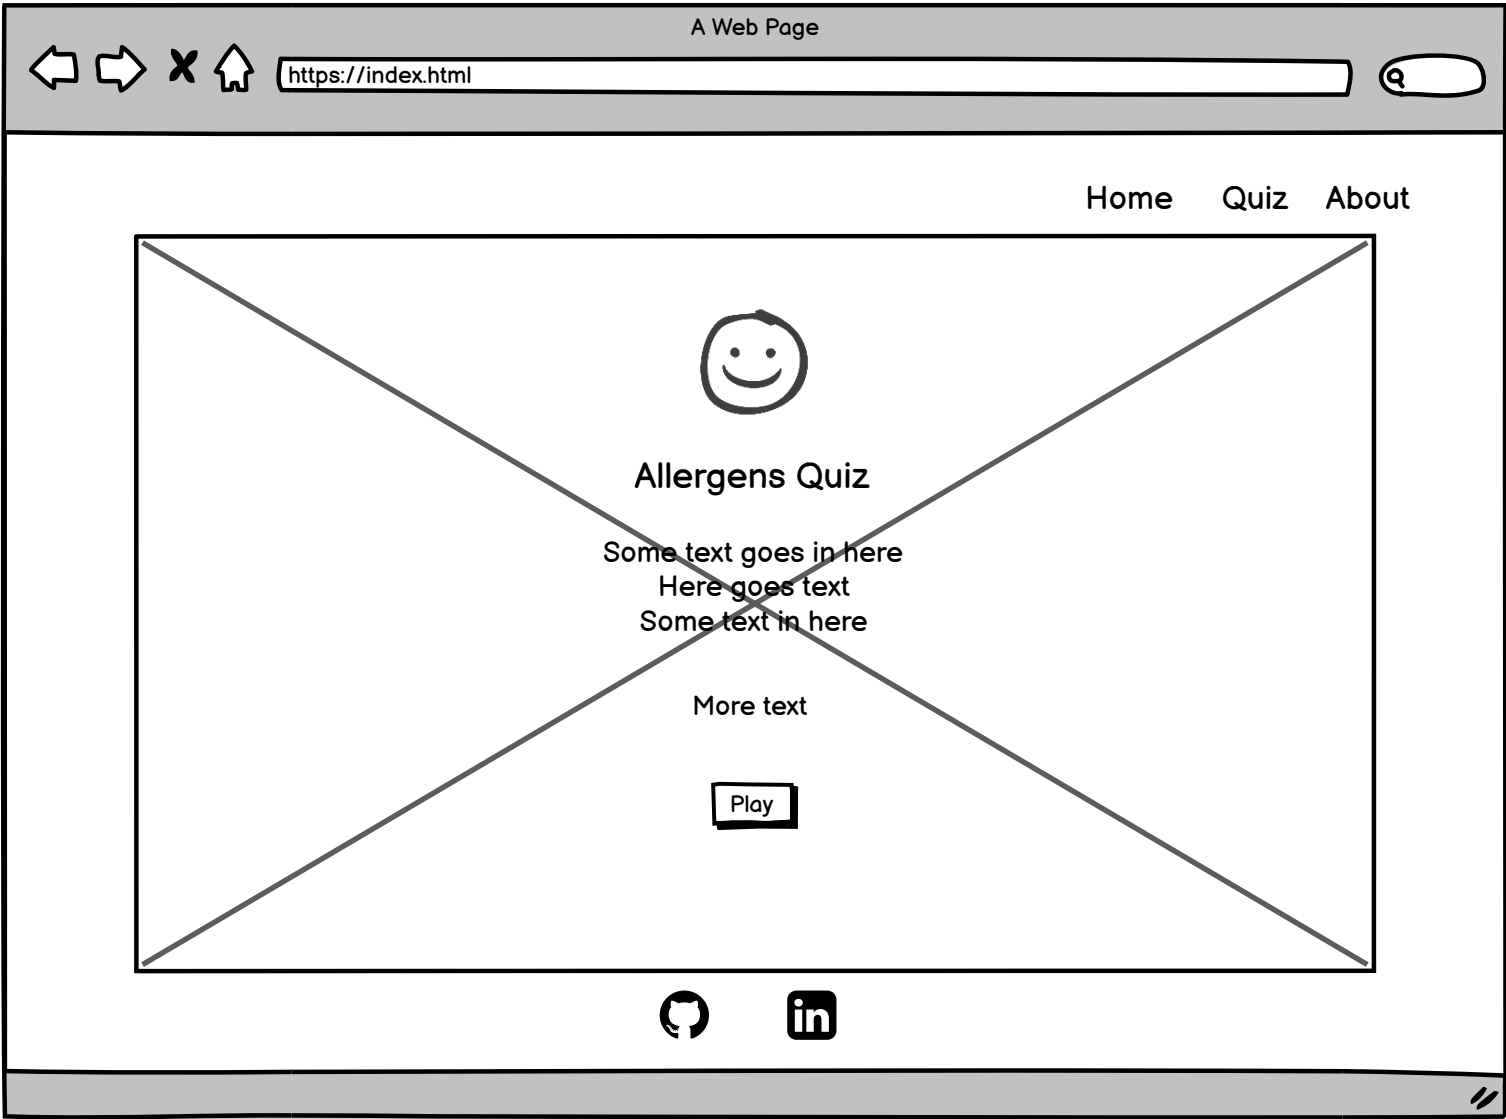 A Web Page
https://index.html
Home Quiz About
Allergens Quiz
Some text goes in here
Here goes text
Some text in here
More text
Play
in